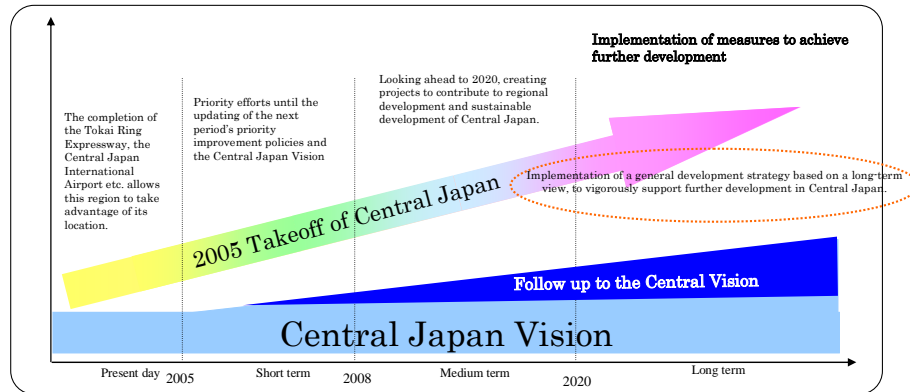 Implementation of measures to achieve
further development
Looking ahead to 2020, creating
projects to contribute to regional
development and sustainable
development of Central Japan.
Priority efforts until the
updating of the next
period's priority
improvement policies and
the Central Japan Vision
The completion of
the Tokai Ring
Expressway, the
Central Japan
International
Airport etc. allows
this region to take
advantage of its
location.
Implementation of a general development strategy based on a long-term
view, to vigorously support further development in Central Japan.
2005 Takeoff of Central Japan
Follow up to the Central Vision
Central Japan Vision
Present day
2005
Short term
2008
Medium term
2020
Long term